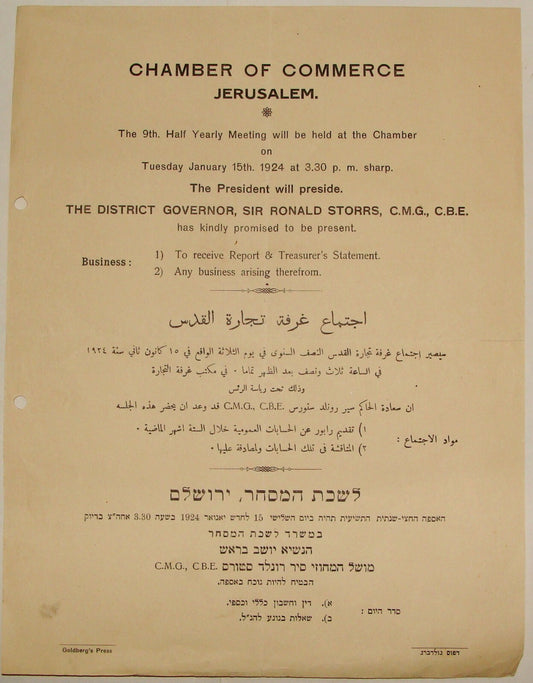 CHAMBER OF COMMERCE
JERUSALEM.
The 9th. Half Yearly Meeting will be held at the Chamber
on
Tuesday January 15th. 1924 at 3.30 p. m. sharp.
The President will preside.
THE DISTRICT GOVERNOR, SIR RONALD STORRS, C.M.G., C.B.E.
has kindly promised to be present.
Business : 1) To receive Report & Treasurer's Statement.
2) Any business arising therefrom.
اجتماع غرفة تجارة القدس
سيصير إجتماع غرفة تجارة القدس النصف السنوى في يوم الثلاثة الواقع في ١٥ كانون ثاني سنة ١٩٢٤
في الساعة ثلاث ونصف بعد الظهر تماما - في مكتب غرفة التجارة
وذلك تحت رياسة الرئيس
ان سعادة الحاكم سير رونلد ستورس C.M.G., C.B.E. قد وعد ان يحضر هذه الجلسه
مواد الاجتماع : ١) تقديم رابور عن الحسابات العمومية خلال الستة اشهر الماضية -
٢) المناقشة في تلك الحسابات والمصادقة عليها -
לשכת המסחר, ירושלם
האספה החצי-שנתית התשיעית תהיה ביום השלישי 15 לחדש יאנואר 1924 בשעה 3.30 אחה"צ בדיוק
במשרד לשכת המסחר
הנשיא יושב בראש
מושל המחוזי סיר רונלד סטורס C.M.G., C.B.E.
הבטיח להיות נוכח באספה.
סדר היום : א). דין וחשבון כללי וכספי.
ב). שאלות בנוגע להנ"ל.
Goldberg's Press
דפוס גולדברג